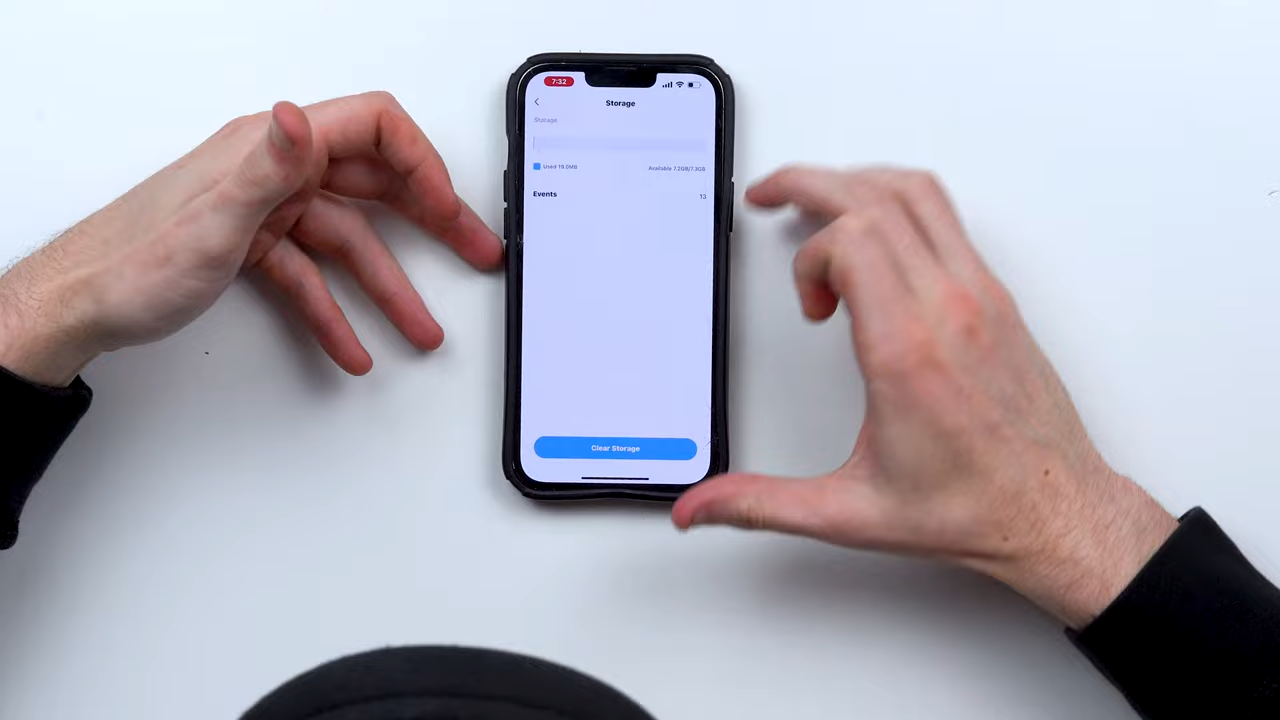 7:32
Storage
Storage
Used 19.0MB Available 7.2GB/7.3GB
Events 13
Clear Storage